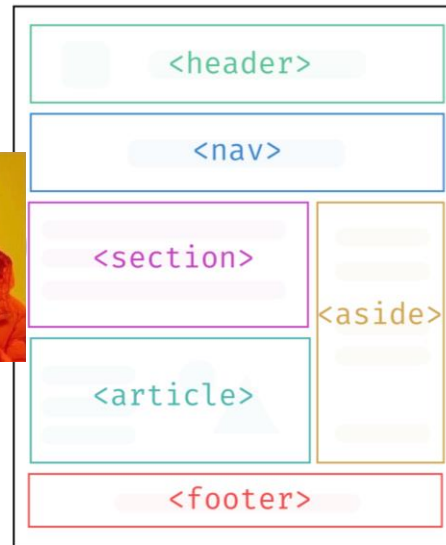 <header>
<nav>
<section>
<aside>
<article>
<footer>